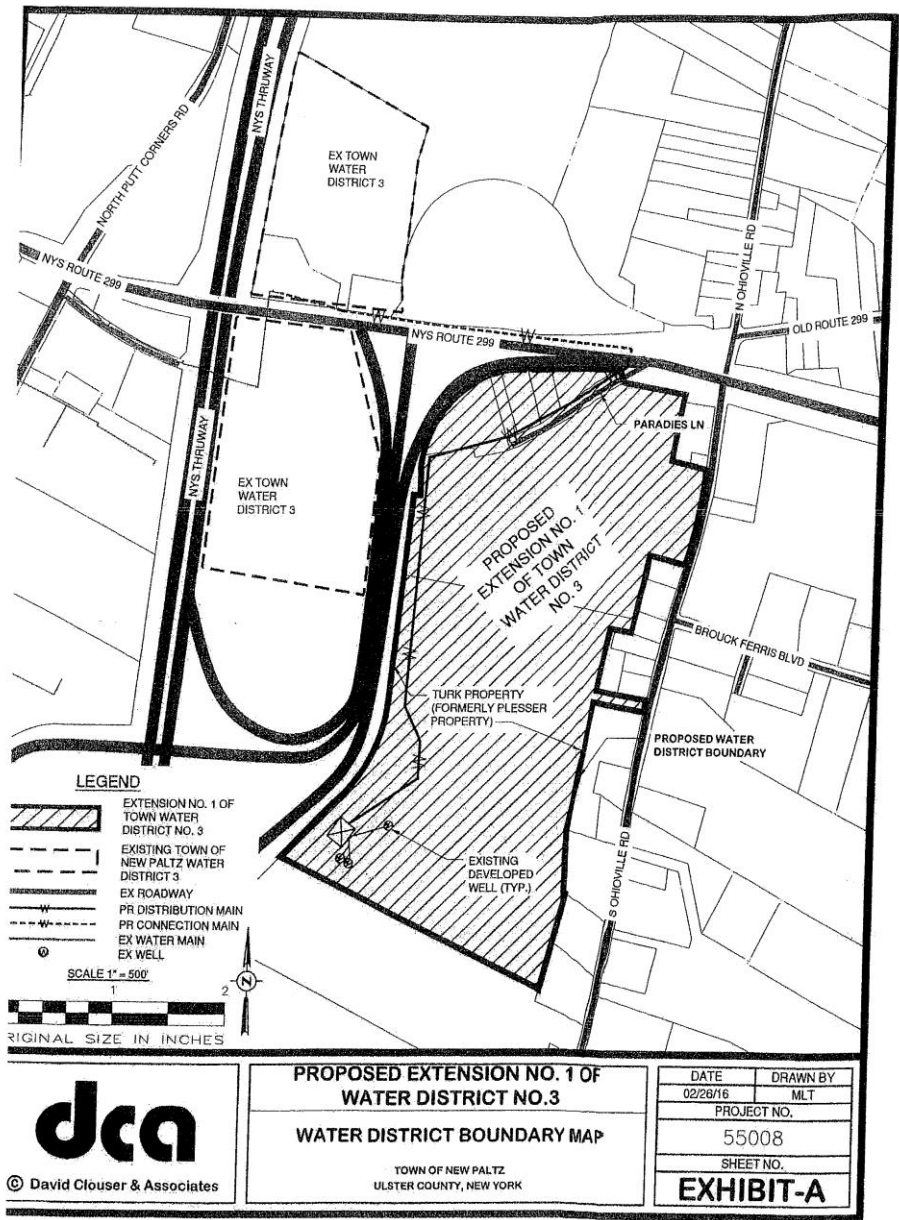 NYS THRUWAY
NORTH PUTT CORNERS RD
EX TOWN
WATER
DISTRICT 3
N OHIOVILLE RD
NYS ROUTE 299
NYS ROUTE 299
OLD ROUTE 299
PARADIES LN
NYS THRUWAY
EX TOWN
WATER
DISTRICT 3
PROPOSED
EXTENSION NO. 1
OF TOWN
WATER DISTRICT
NO. 3
BROUCK FERRIS BLVD
TURK PROPERTY
(FORMERLY PLESSER
PROPERTY)
PROPOSED WATER
DISTRICT BOUNDARY
EXISTING
DEVELOPED
WELL (TYP.)
S OHIOVILLE RD
LEGEND
EXTENSION NO. 1 OF
TOWN WATER
DISTRICT NO. 3
EXISTING TOWN OF
NEW PALTZ WATER
DISTRICT 3
EX ROADWAY
W PR DISTRIBUTION MAIN
W PR CONNECTION MAIN
EX WATER MAIN
W EX WELL
SCALE 1" = 500'
1' 2
Z
RIGINAL SIZE IN INCHES
dca
© David Clouser & Associates
PROPOSED EXTENSION NO. 1 OF
WATER DISTRICT NO.3
WATER DISTRICT BOUNDARY MAP
TOWN OF NEW PALTZ
ULSTER COUNTY, NEW YORK
DATE DRAWN BY
02/26/16 MLT
PROJECT NO.
55008
SHEET NO.
EXHIBIT-A